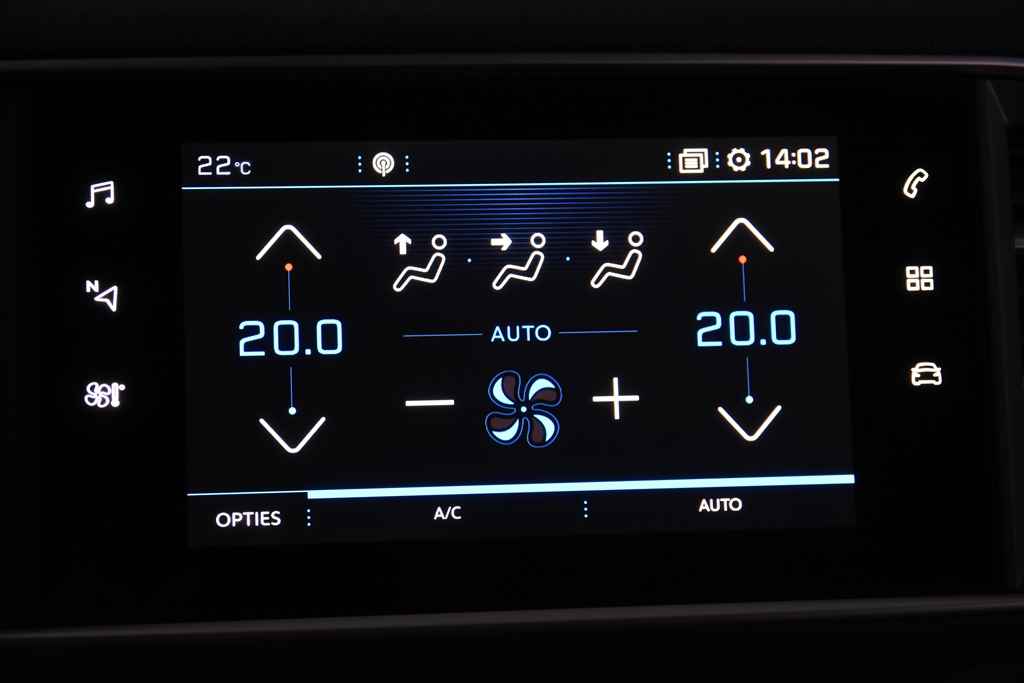 22°C
14:02
N
20.0
AUTO
20.0
OPTIES
A/C
AUTO